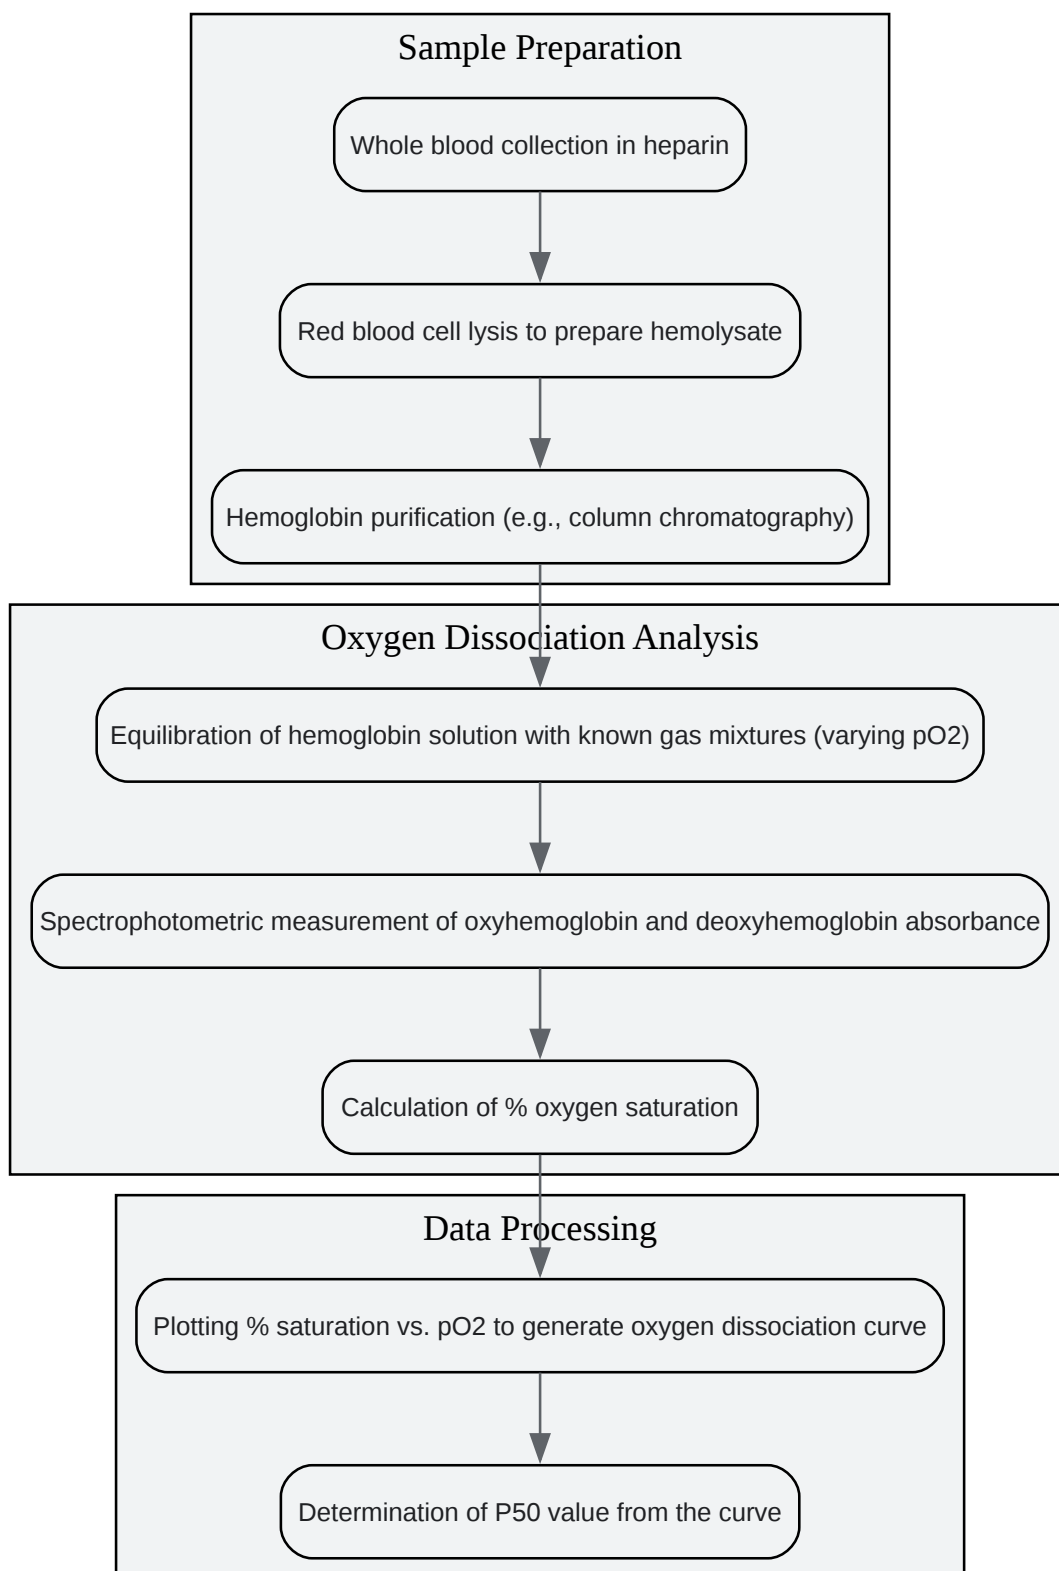 Sample Preparation
Whole blood collection in heparin
Red blood cell lysis to prepare hemolysate
Hemoglobin purification (e.g., column chromatography)
Oxygen Dissociation Analysis
Equilibration of hemoglobin solution with known gas mixtures (varying pO2)
Spectrophotometric measurement of oxyhemoglobin and deoxyhemoglobin absorbance
Calculation of % oxygen saturation
Data Processing
Plotting % saturation vs. pO2 to generate oxygen dissociation curve
Determination of P50 value from the curve